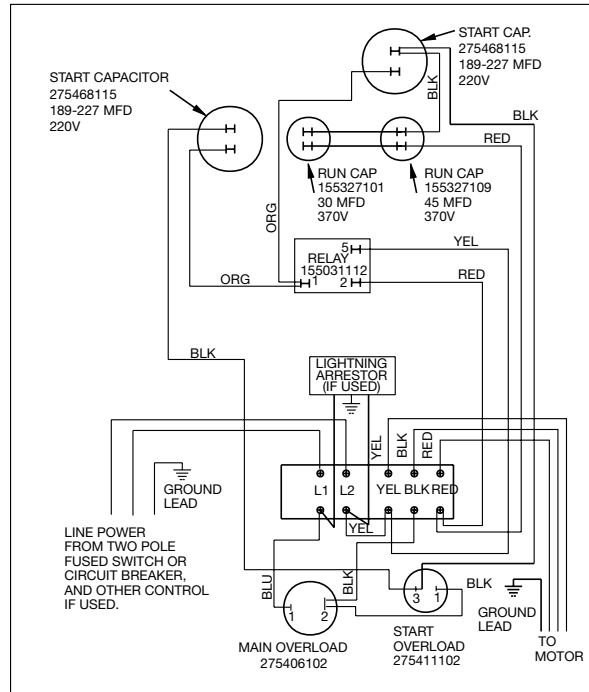 START CAP.
275468115
189-227 MFD
220V
START CAPACITOR
275468115
189-227 MFD
220V
BLK
BLK
RED
RUN CAP
155327101
30 MFD
370V
RUN CAP
155327109
45 MFD
370V
ORG
YEL
5
RELAY
155031112
1
2
RED
ORG
BLK
LIGHTNING
ARRESTOR
(IF USED)
YEL
BLK
RED
GROUND
LEAD
L1
L2
YEL
BLK
RED
YEL
LINE POWER
FROM TWO POLE
FUSED SWITCH OR
CIRCUIT BREAKER,
AND OTHER CONTROL
IF USED.
BLU
BLK
BLK
1
2
3
1
GROUND
LEAD
MAIN OVERLOAD
275406102
START
OVERLOAD
275411102
TO
MOTOR